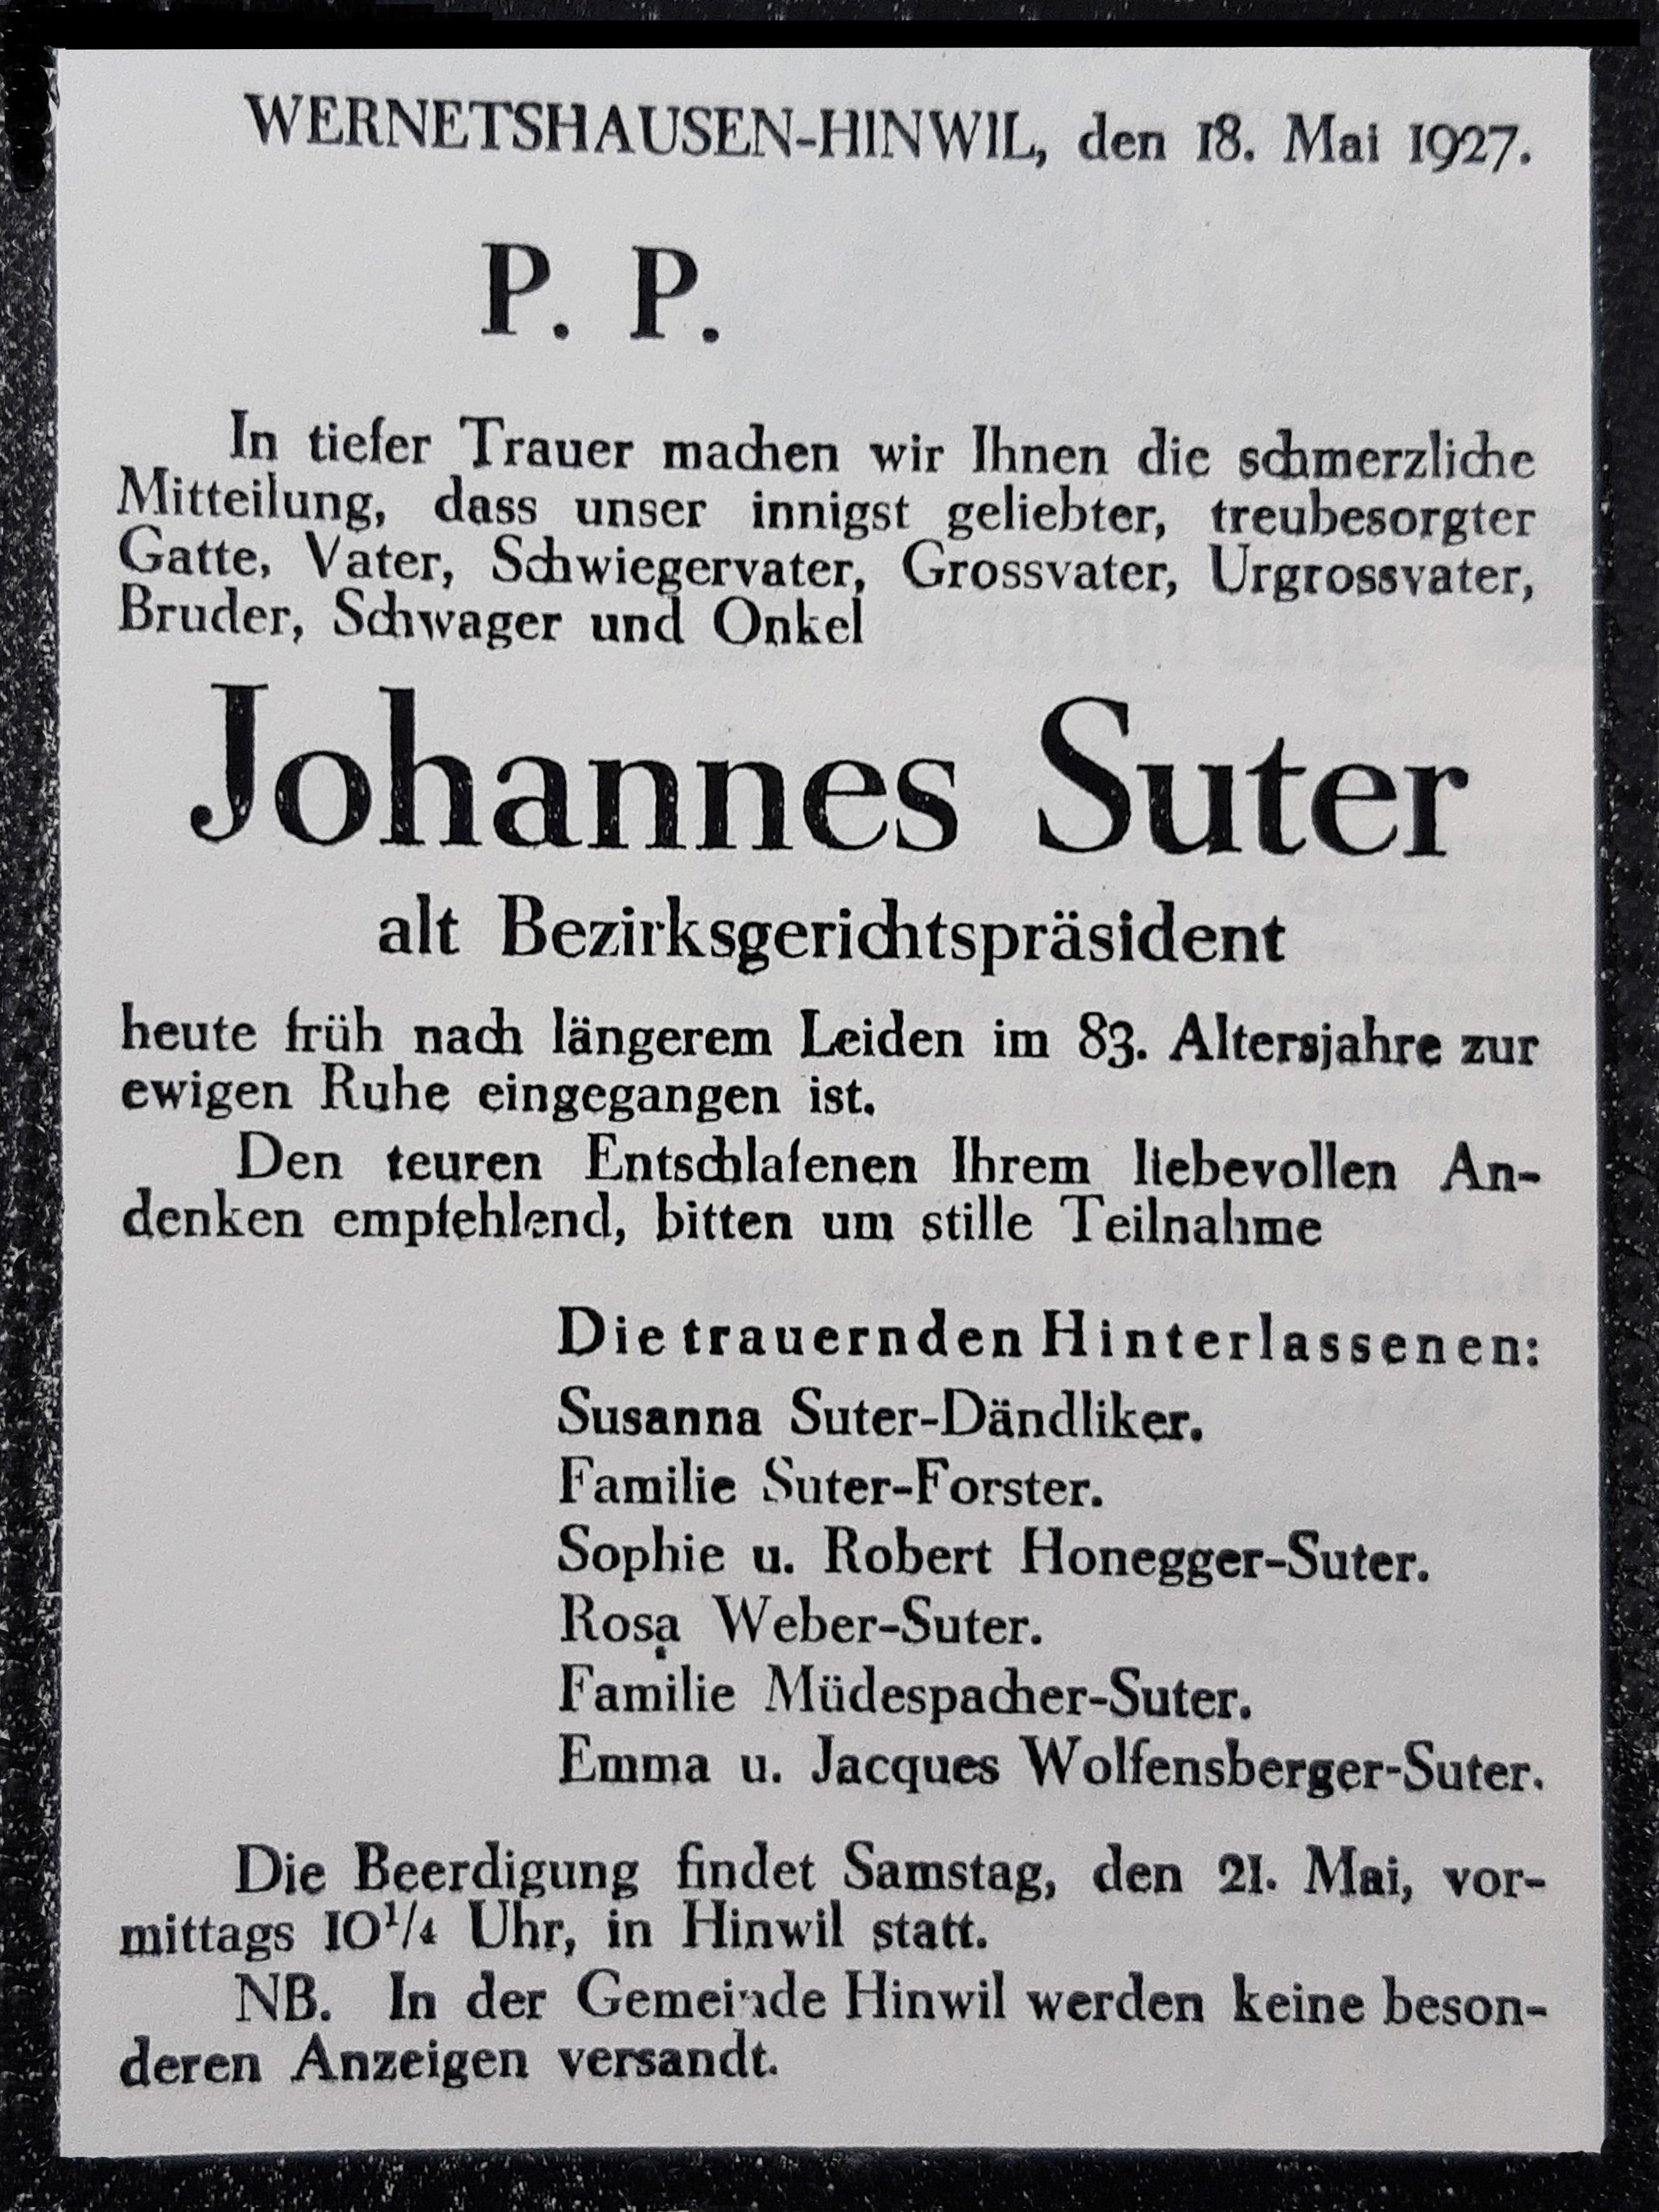 WERNETSHAUSEN-HINWIL, den 18. Mai 1927.
P. P.
In tiefer Trauer machen wir Ihnen die schmerzliche
Mitteilung, dass unser innigst geliebter, treubesorgter
Gatte, Vater, Schwiegervater, Grossvater, Urgrossvater,
Bruder, Schwager und Onkel
Johannes Suter
alt Bezirksgerichtspräsident
heute früh nach längerem Leiden im 83. Altersjahre zur
ewigen Ruhe eingegangen ist.
Den teuren Entschlafenen Ihrem liebevollen An-
denken empfehlend, bitten um stille Teilnahme
Die trauernden Hinterlassenen:
Susanna Suter-Dändliker.
Familie Suter-Forster.
Sophie u. Robert Honegger-Suter.
Rosa Weber-Suter.
Familie Müdespacher-Suter.
Emma u. Jacques Wolfensberger-Suter.
Die Beerdigung findet Samstag, den 21. Mai, vor-
mittags 10¹/₄ Uhr, in Hinwil statt.
NB. In der Gemeinde Hinwil werden keine beson-
deren Anzeigen versandt.